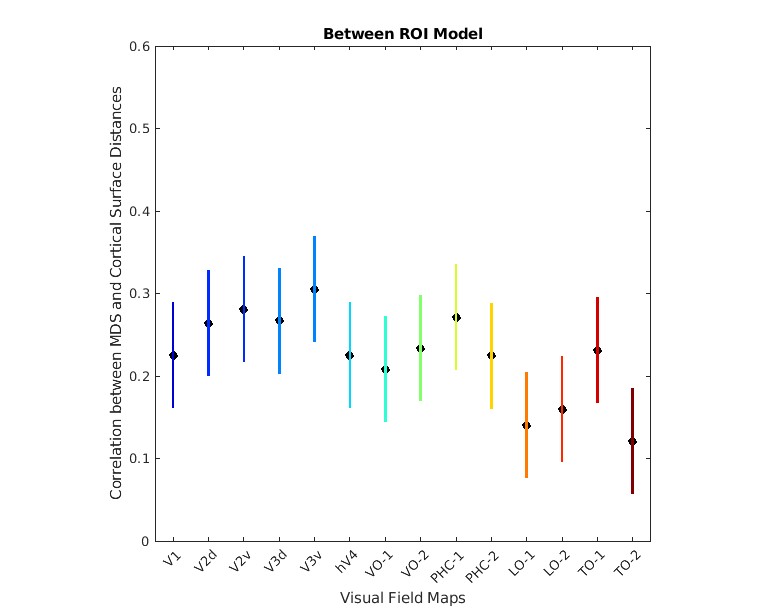 Between ROI Model
Correlation between MDS and Cortical Surface Distances
0.6
0.5
0.4
0.3
0.2
0.1
0
V1
V2d
V2v
V3d
V3v
hV4
VO-1
VO-2
PHC-1
PHC-2
LO-1
LO-2
TO-1
TO-2
Visual Field Maps